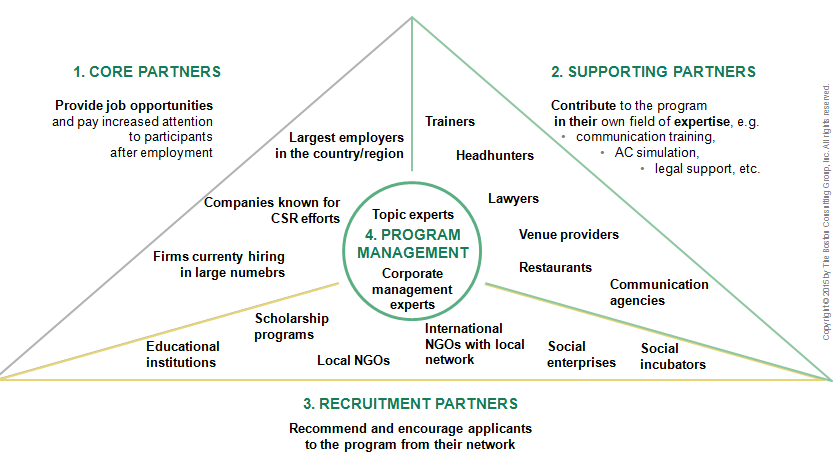 1. CORE PARTNERS
Provide job opportunities
and pay increased attention
to participants
after employment
2. SUPPORTING PARTNERS
Contribute to the program
in their own field of expertise, e.g.
• communication training,
• AC simulation,
• legal support, etc.
Largest employers
in the country/region
Companies known for
CSR efforts
Firms currenty hiring
in large numebrs
Trainers
Headhunters
Lawyers
Venue providers
Restaurants
Communication
agencies
Topic experts
4. PROGRAM
MANAGEMENT
Corporate
management
experts
Educational
institutions
Scholarship
programs
Local NGOs
International
NGOs with local
network
Social
enterprises
Social
incubators
3. RECRUITMENT PARTNERS
Recommend and encourage applicants
to the program from their network
Copyright © 2015 by The Boston Consulting Group, Inc. All rights reserved.